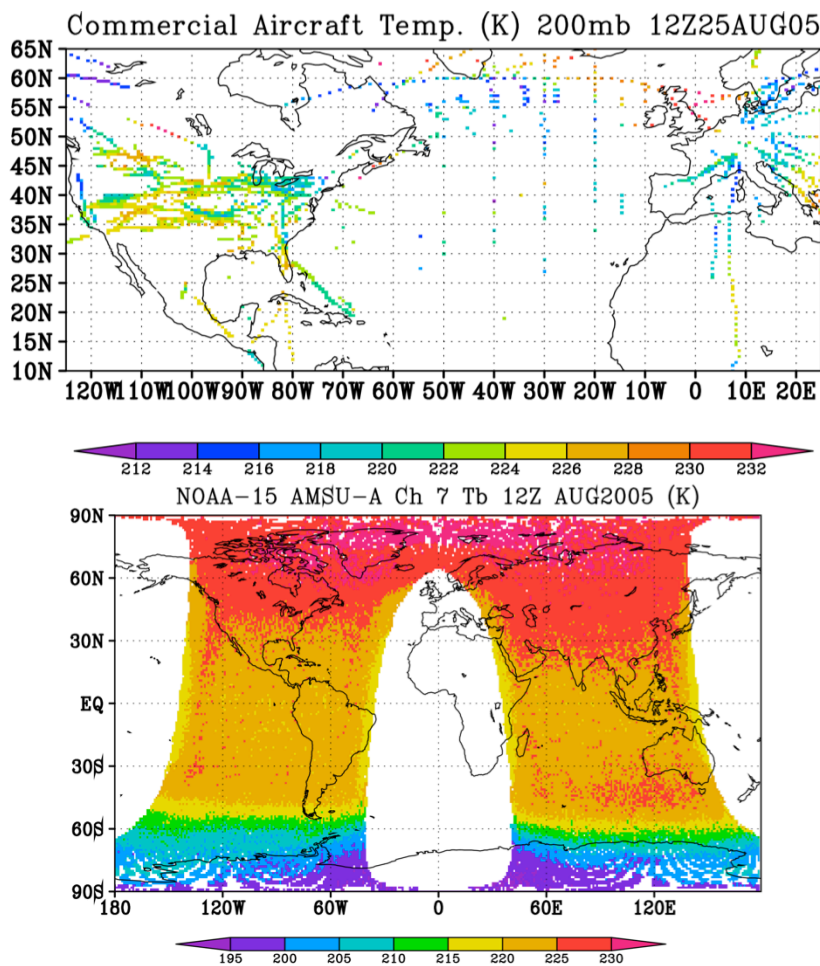 Commercial Aircraft Temp. (K) 200mb 12Z25AUG05
65N
60N
55N
50N
45N
40N
35N
30N
25N
20N
15N
10N
120W 110W 100W 90W 80W 70W 60W 50W 40W 30W 20W 10W 0 10E 20E
212 214 216 218 220 222 224 226 228 230 232
NOAA-15 AMSU-A Ch 7 Tb 12Z AUG2005 (K)
90N
60N
30N
EQ
30S
60S
90S
180 120W 60W 0 60E 120E
195 200 205 210 215 220 225 230